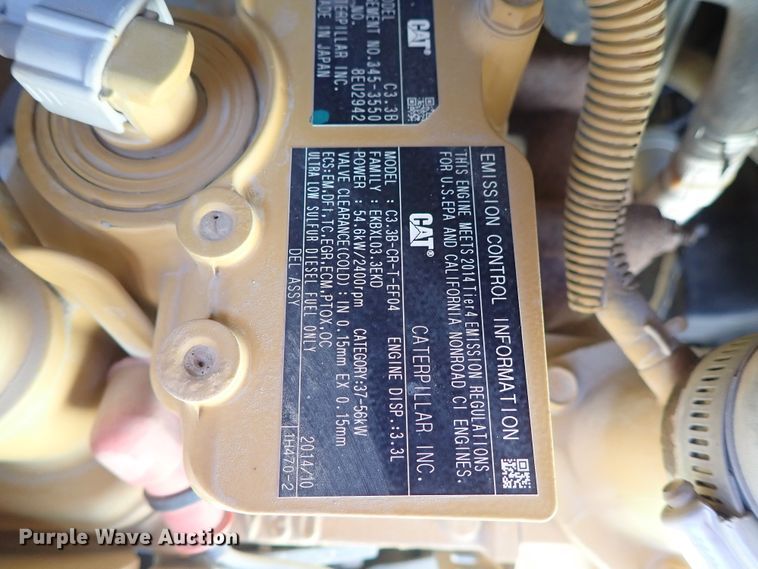 MODEL C3.3B
CAT
GEMENT NO. 345-3550
.NO. 8EU2942
TERPILLAR INC.
MADE IN JAPAN
EMISSION CONTROL INFORMATION
THIS ENGINE MEETS 2014 Tier4 EMISSION REGULATIONS
FOR U.S.EPA AND CALIFORNIA NONROAD CI ENGINES.
CAT® CATERPILLAR INC.
MODEL : C3.3B-CR-T-EF04 ENGINE DISP.:3.3L
FAMILY : EKBXL03.3EKD
POWER : 54.6kW/2400rpm CATEGORY:37-56kW
VALVE CLEARANCE(COLD):IN 0.15mm EX 0.15mm
ECS:EM,DFI,TC,EGR,ECM,PTOX,OC
ULTRA LOW SULFUR DIESEL FUEL ONLY
DEL ASSY 2014/10
1H470-2
Purple Wave Auction